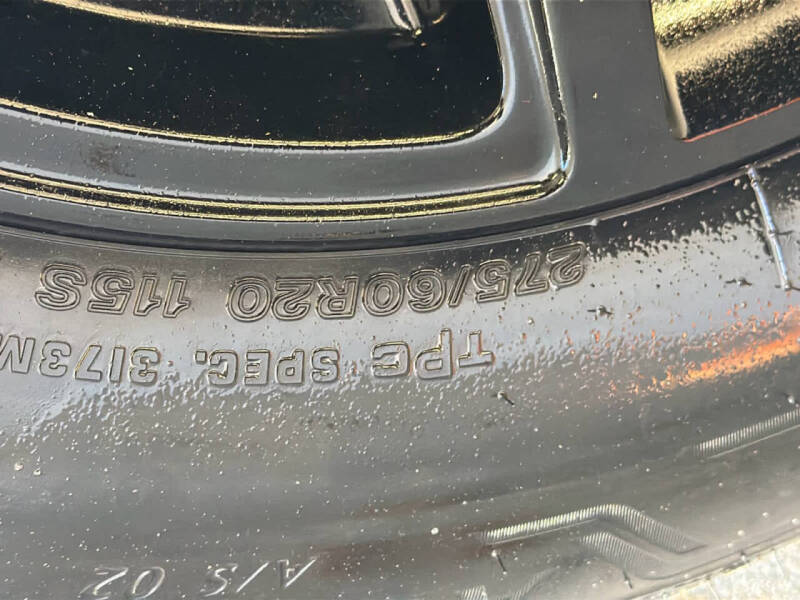 275/60R20 115S
TPC SPEC. 3173M
A/S 02